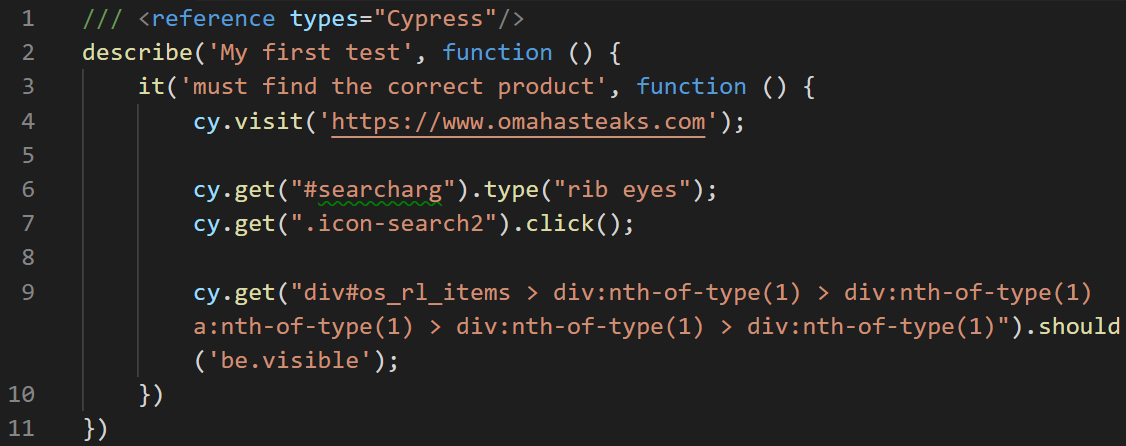 1 /// <reference types="Cypress"/>
2 describe('My first test', function () {
3 it('must find the correct product', function () {
4 cy.visit('https://www.omahasteaks.com');
5
6 cy.get("#searcharg").type("rib eyes");
7 cy.get(".icon-search2").click();
8
9 cy.get("div#os_rl_items > div:nth-of-type(1) > div:nth-of-type(1)
a:nth-of-type(1) > div:nth-of-type(1) > div:nth-of-type(1)").should
('be.visible');
10 })
11 })